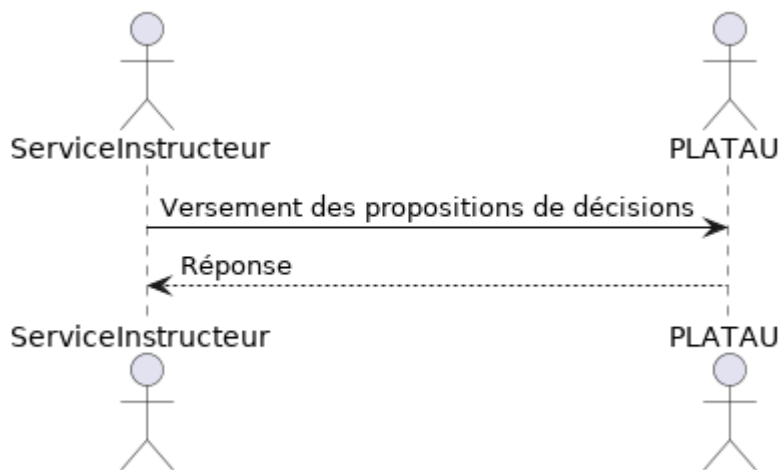 ServiceInstructeur PLATAU
Versement des propositions de décisions
Réponse
ServiceInstructeur PLATAU